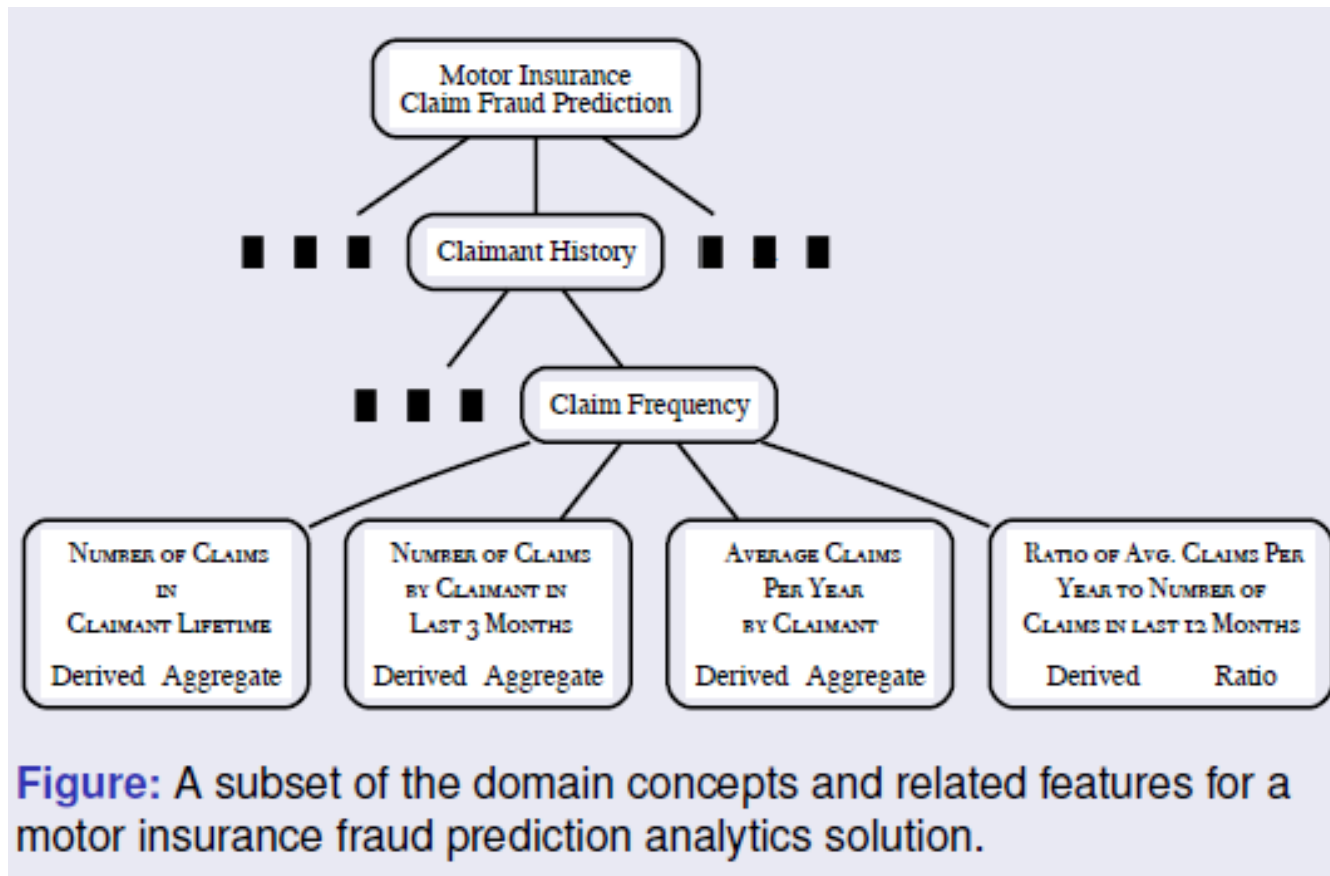 Motor Insurance
Claim Fraud Prediction
Claimant History
Claim Frequency
Number of Claims
in
Claimant Lifetime
Derived Aggregate
Number of Claims
by Claimant in
Last 3 Months
Derived Aggregate
Average Claims
Per Year
by Claimant
Derived Aggregate
Ratio of Avg. Claims Per
Year to Number of
Claims in last 12 Months
Derived Ratio
Figure: A subset of the domain concepts and related features for a
motor insurance fraud prediction analytics solution.